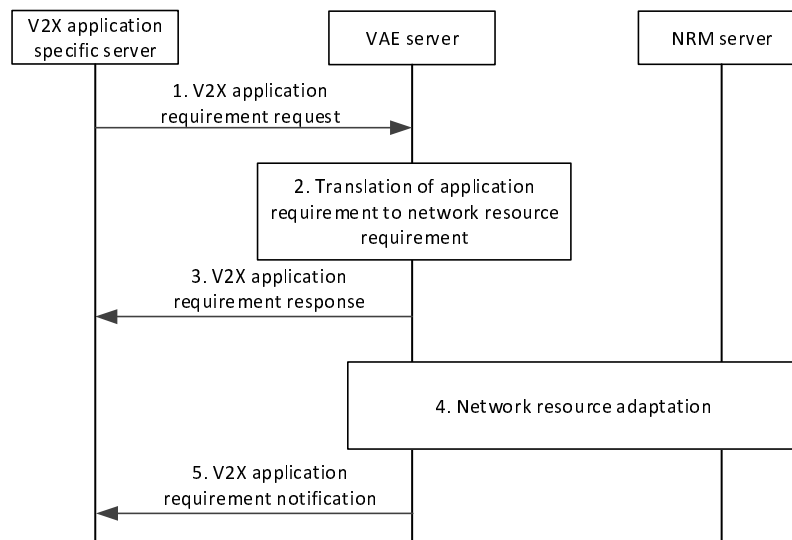 V2X application
specific server
VAE server
NRM server
1. V2X application
requirement request
2. Translation of application
requirement to network resource
requirement
3. V2X application
requirement response
4. Network resource adaptation
5. V2X application
requirement notification